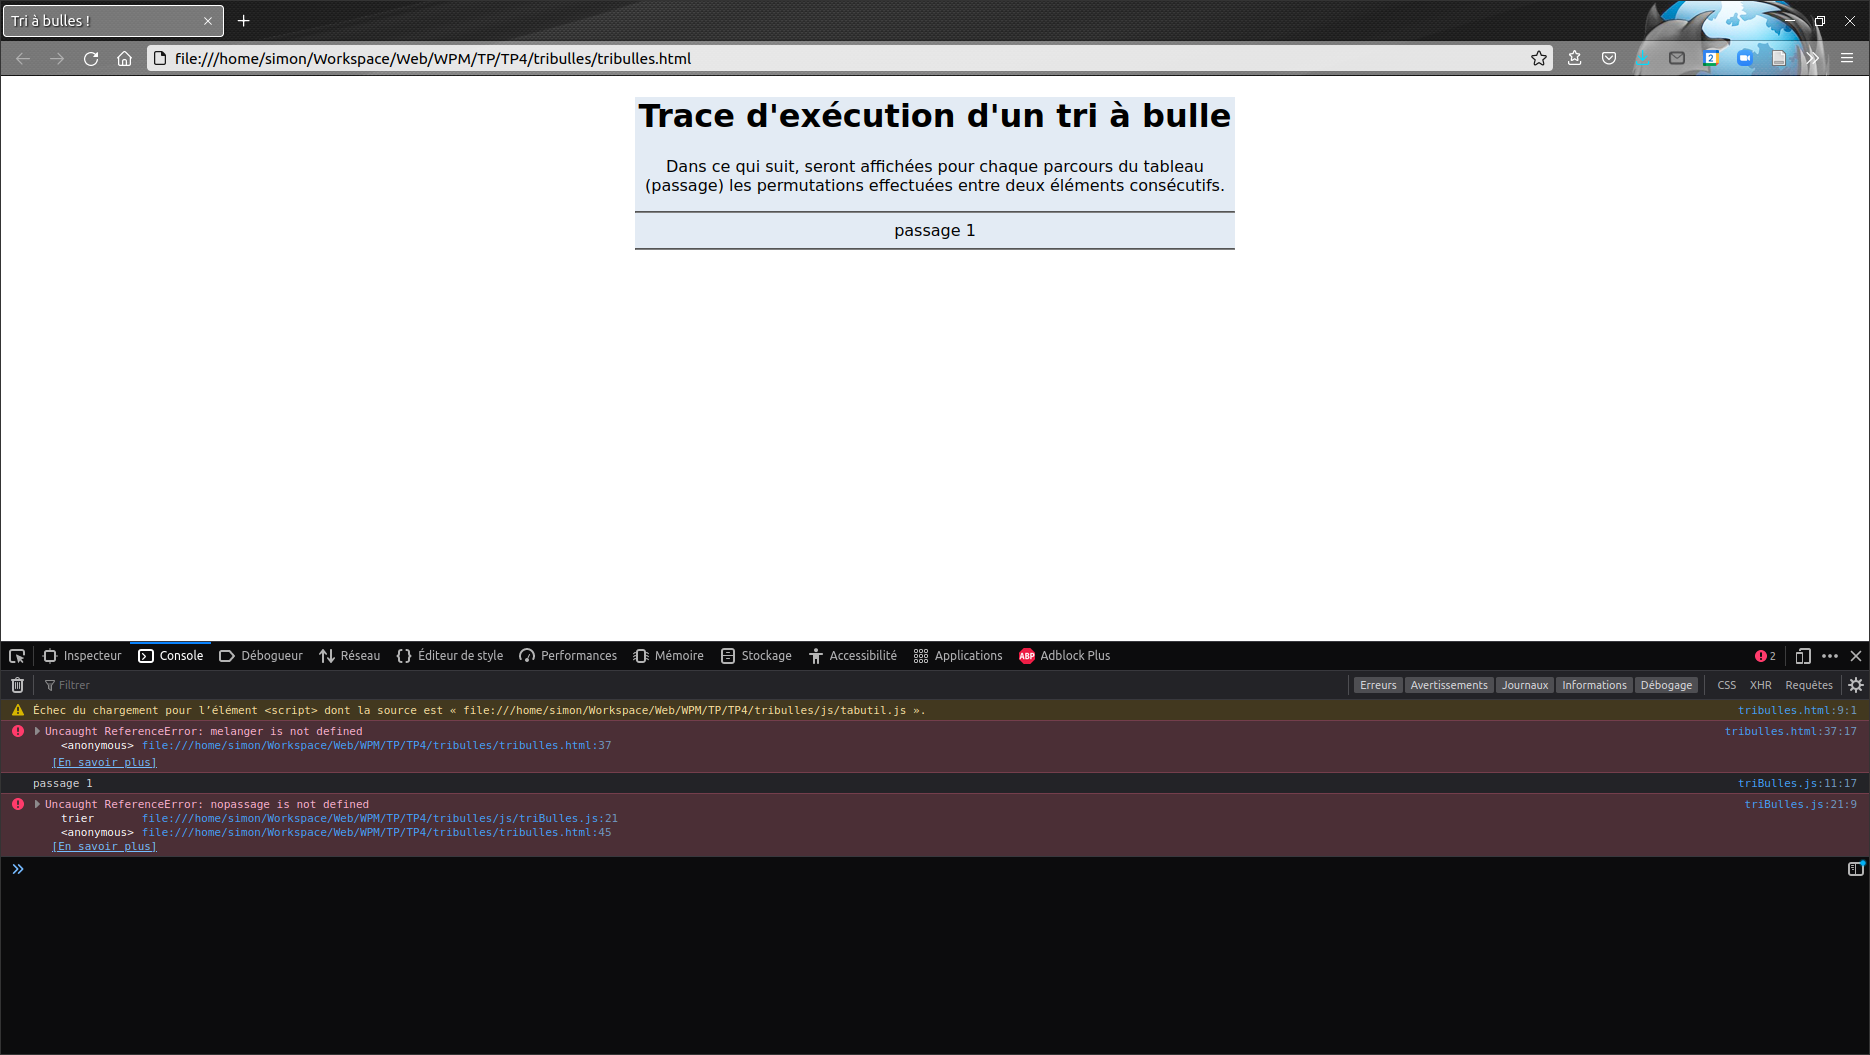 Tri à bulles !
file:///home/simon/Workspace/Web/WPM/TP/TP4/tribulles/tribulles.html
2
Trace d'exécution d'un tri à bulle
Dans ce qui suit, seront affichées pour chaque parcours du tableau
(passage) les permutations effectuées entre deux éléments consécutifs.
passage 1
Inspecteur Console Débogueur Réseau Éditeur de style Performances Mémoire Stockage Accessibilité Applications ABP Adblock Plus 2
Filtrer Erreurs Avertissements Journaux Informations Débogage CSS XHR Requêtes
Échec du chargement pour l’élément <script> dont la source est « file:///home/simon/Workspace/Web/WPM/TP/TP4/tribulles/js/tabutil.js ». tribulles.html:9:1
Uncaught ReferenceError: melanger is not defined tribulles.html:37:17
<anonymous> file:///home/simon/Workspace/Web/WPM/TP/TP4/tribulles/tribulles.html:37
[En savoir plus]
passage 1 triBulles.js:11:17
Uncaught ReferenceError: nopassage is not defined triBulles.js:21:9
trier file:///home/simon/Workspace/Web/WPM/TP/TP4/tribulles/js/triBulles.js:21
<anonymous> file:///home/simon/Workspace/Web/WPM/TP/TP4/tribulles/tribulles.html:45
[En savoir plus]